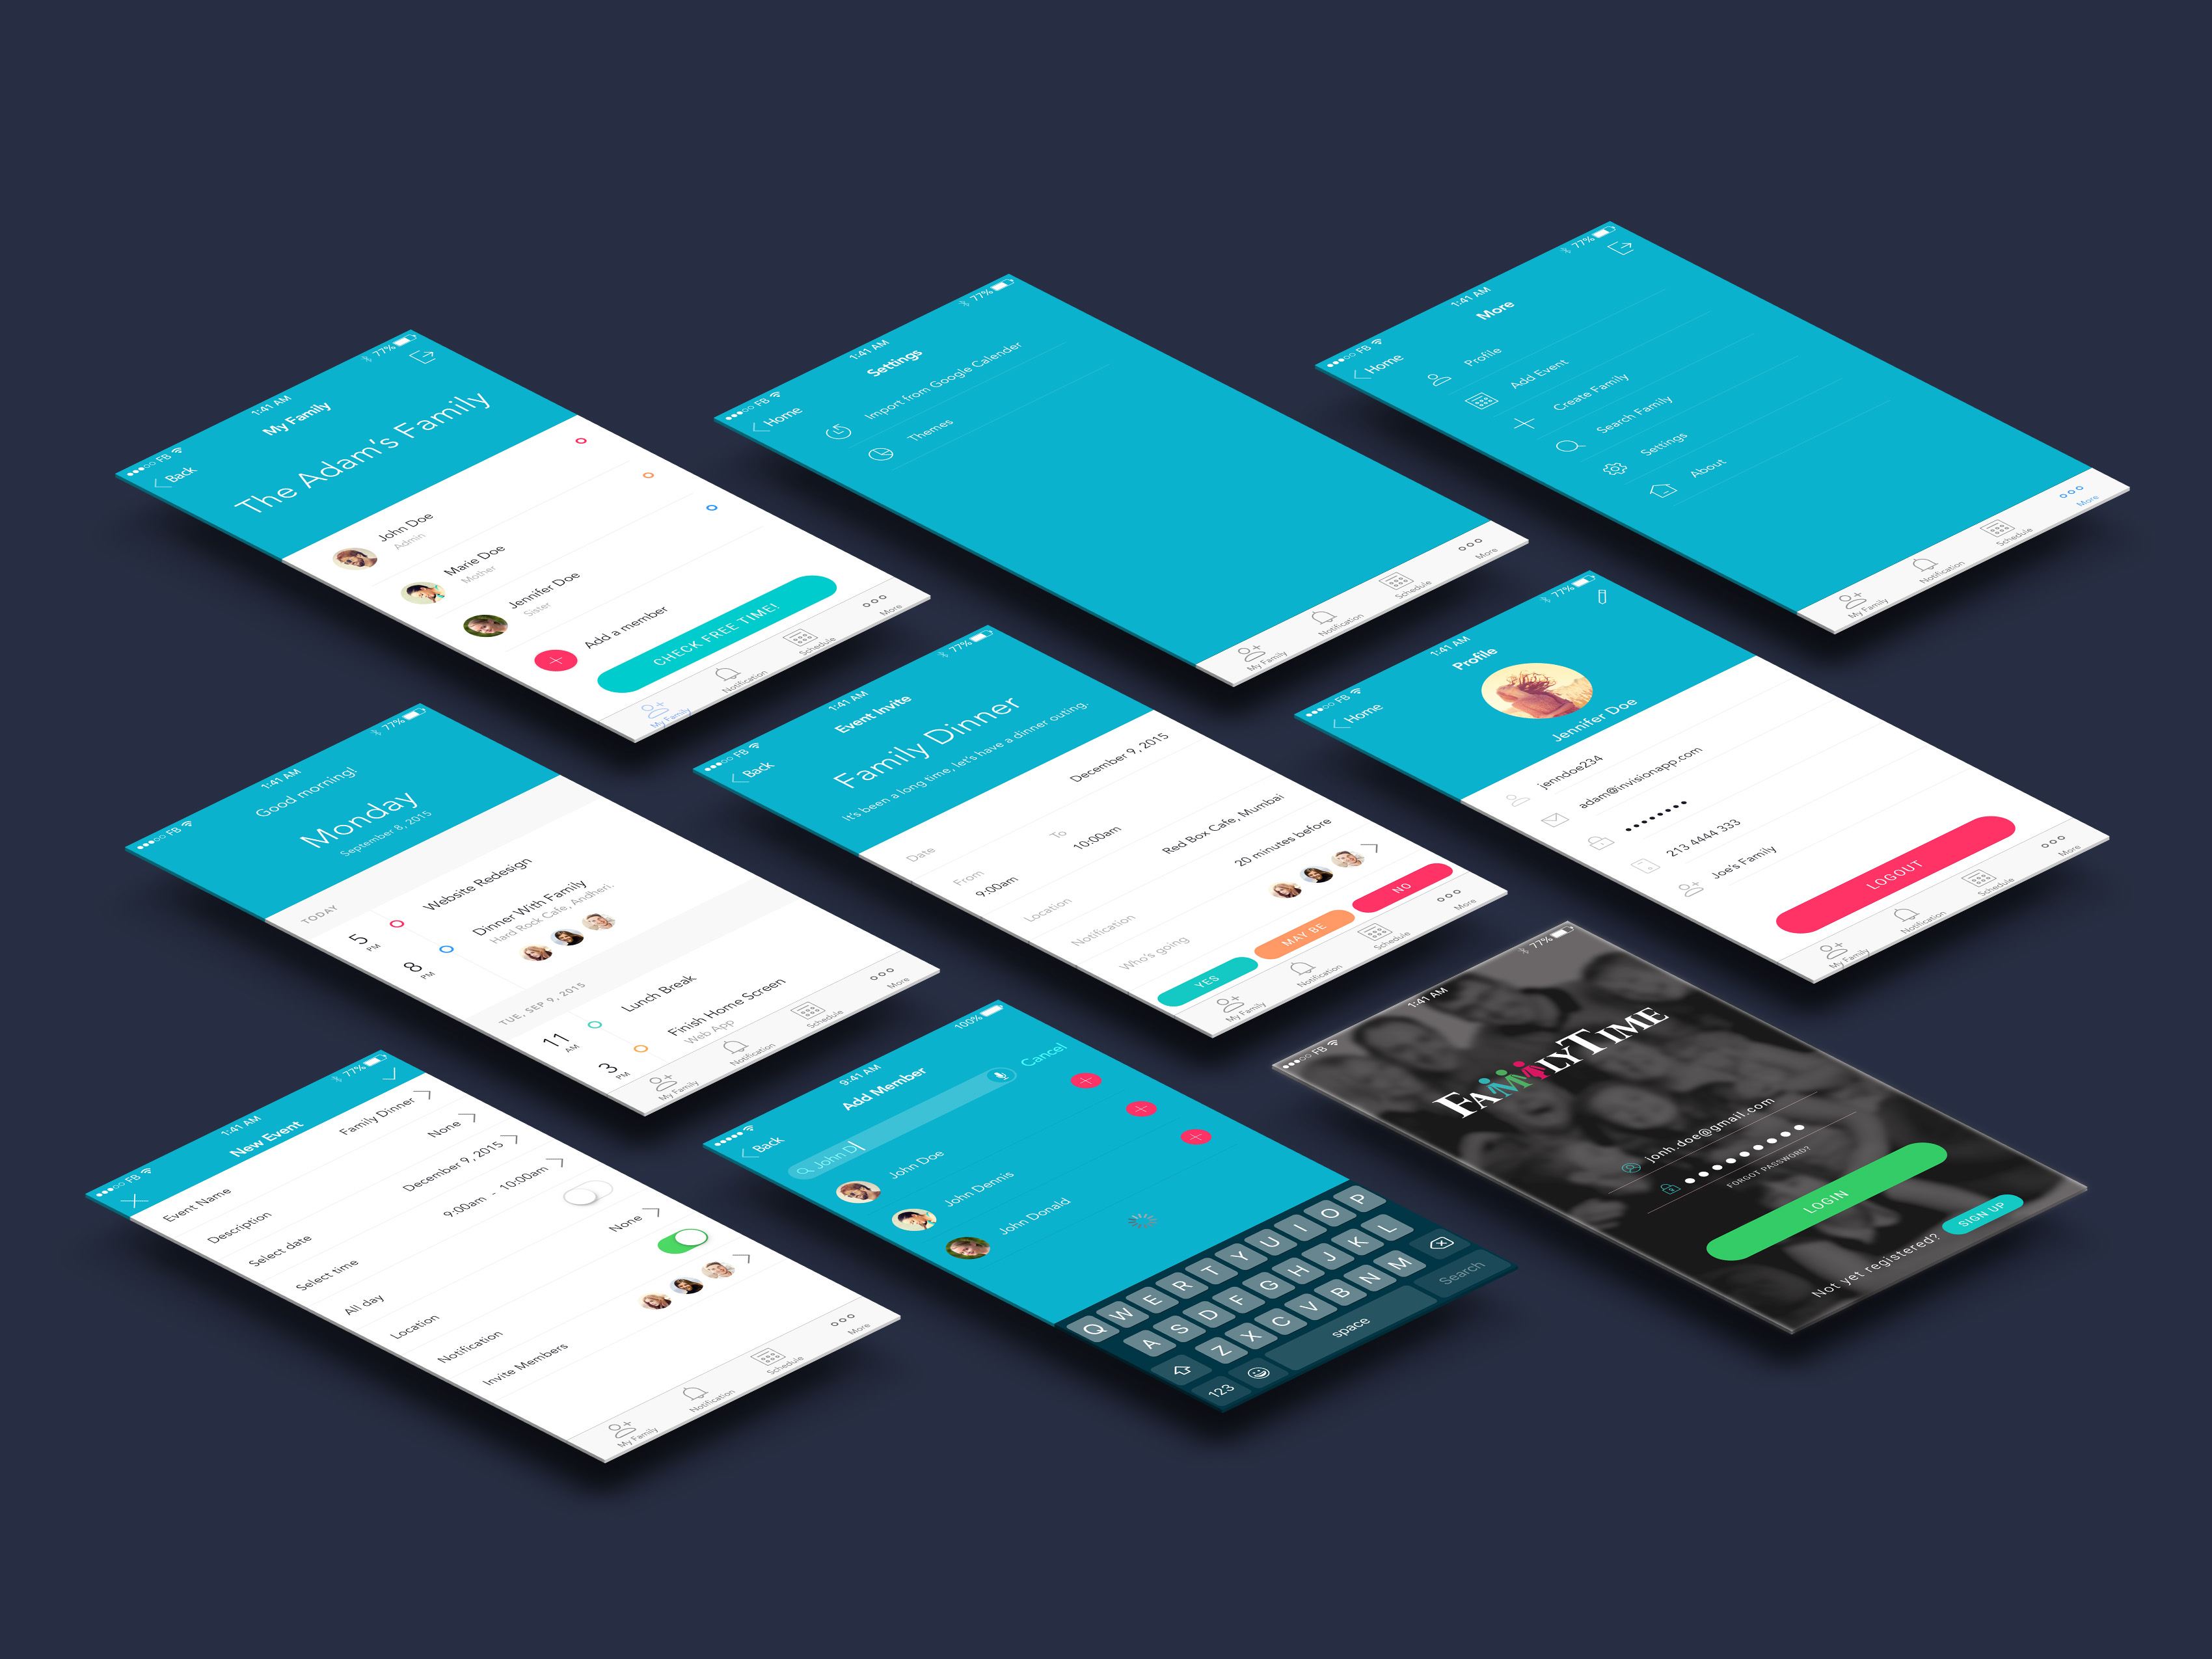 FB 1:41 AM 77%
Back My Family
The Adam's Family
John Doe
Admin
Marie Doe
Mother
Jennifer Doe
Sister
Add a member
CHECK FREE TIME!
My Family Notification Schedule More
FB 1:41 AM 77%
Home Settings
Import from Google Calender
Themes
My Family Notification Schedule More
FB 1:41 AM 77%
Home More
Profile
Add Event
Create Family
Search Family
Settings
About
My Family Notification Schedule More
FB 1:41 AM 77%
Good morning!
Monday
September 8, 2015
TODAY
5 PM Website Redesign
8 PM Dinner With Family
Hard Rock Cafe, Andheri.
TUE, SEP 9, 2015
11 AM Lunch Break
3 PM Finish Home Screen
Web App
My Family Notification Schedule More
FB 1:41 AM 77%
Back Event Invite
Family Dinner
It's been a long time, let's have a dinner outing.
Date December 9, 2015
From To
9:00am 10:00am
Location Red Box Cafe, Mumbai
Notification 20 minutes before
Who's going
YES MAY BE NO
My Family Notification Schedule More
FB 1:41 AM 77%
Home Profile
Jennifer Doe
jenndoe234
adam@invisionapp.com
213 4444 333
Joe's Family
LOGOUT
My Family Notification Schedule More
FB 1:41 AM 77%
New Event
Event Name Family Dinner
Description None
Select date December 9, 2015
Select time 9:00am - 10:00am
All day
Location None
Notification
Invite Members
My Family Notification Schedule More
9:41 AM 100%
Back Add Member
John D Cancel
John Doe
John Dennis
John Donald
Q W E R T Y U I O P
A S D F G H J K L
Z X C V B N M
123 space Search
FB 1:41 AM 77%
FAMILYTIME
jonh.doe@gmail.com
FORGOT PASSWORD?
LOGIN
Not yet registered? SIGN UP